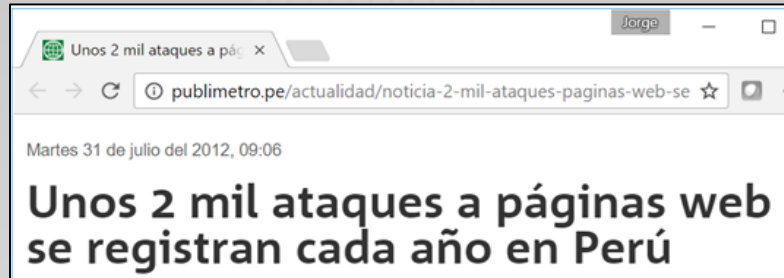 Jorge
Unos 2 mil ataques a pág
publimetro.pe/actualidad/noticia-2-mil-ataques-paginas-web-se
Martes 31 de julio del 2012, 09:06
Unos 2 mil ataques a páginas web
se registran cada año en Perú